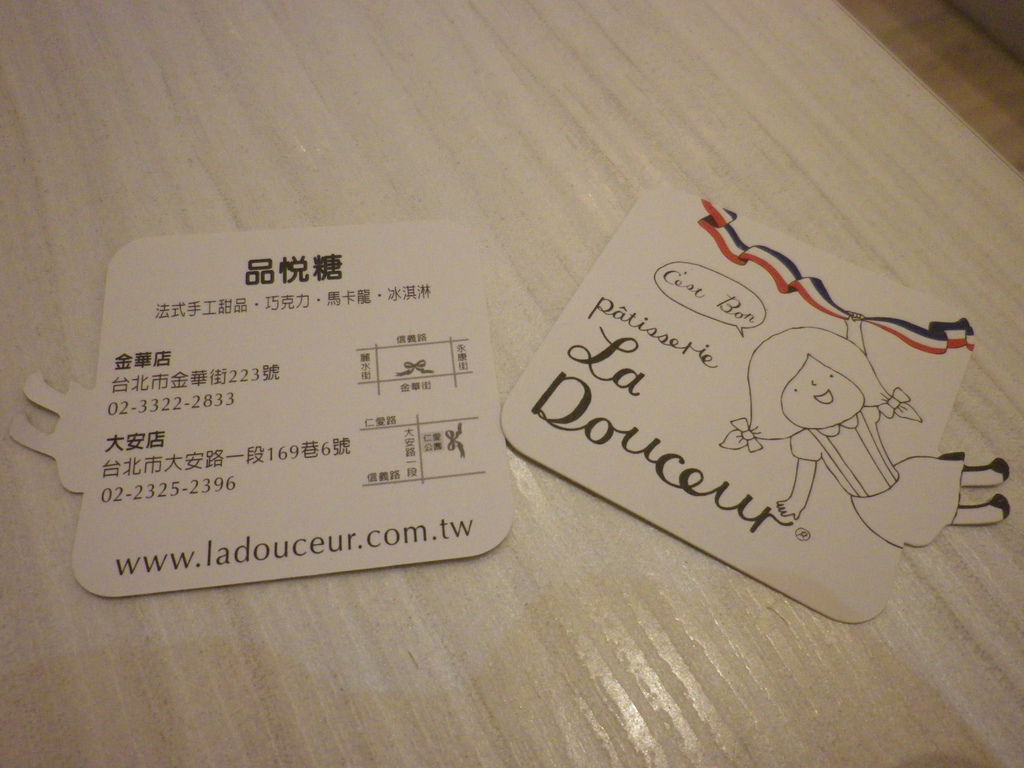 品悦糖
法式手工甜品・巧克力・馬卡龍・冰淇淋
金華店
台北市金華街223號
02-3322-2833
大安店
台北市大安路一段169巷6號
02-2325-2396
www.ladouceur.com.tw
信義路
麗水街
永康街
金華街
仁愛路
大安路一段
仁愛公園
信義路
C'est Bon
pâtisserie
La
Douceur®